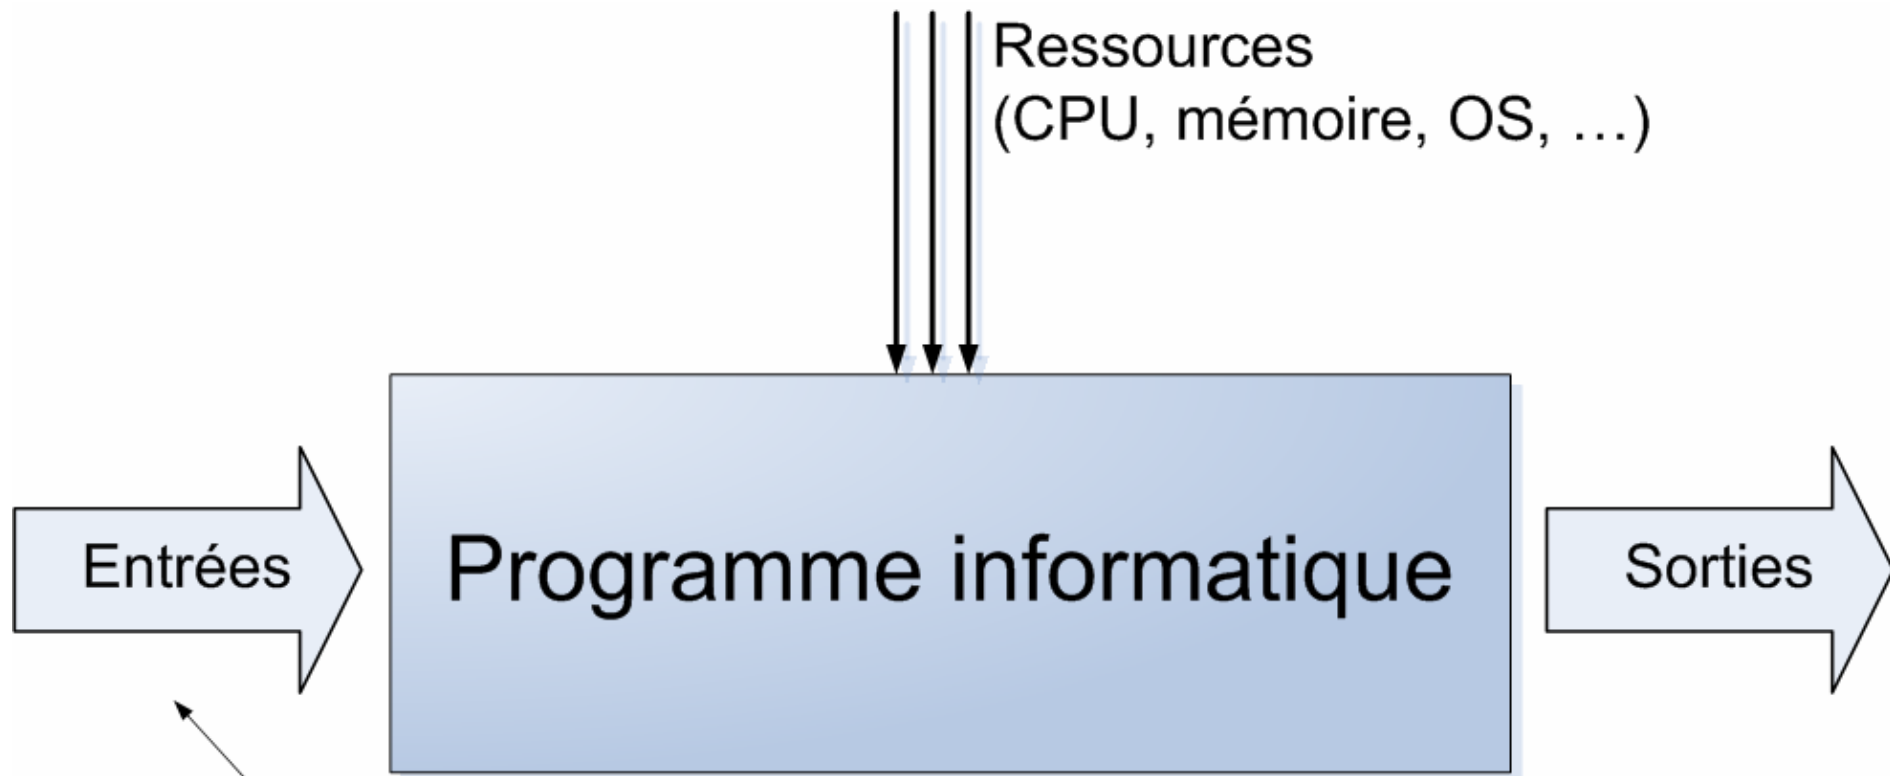 Ressources
(CPU, mémoire, OS, …)
Entrées
Programme informatique
Sorties